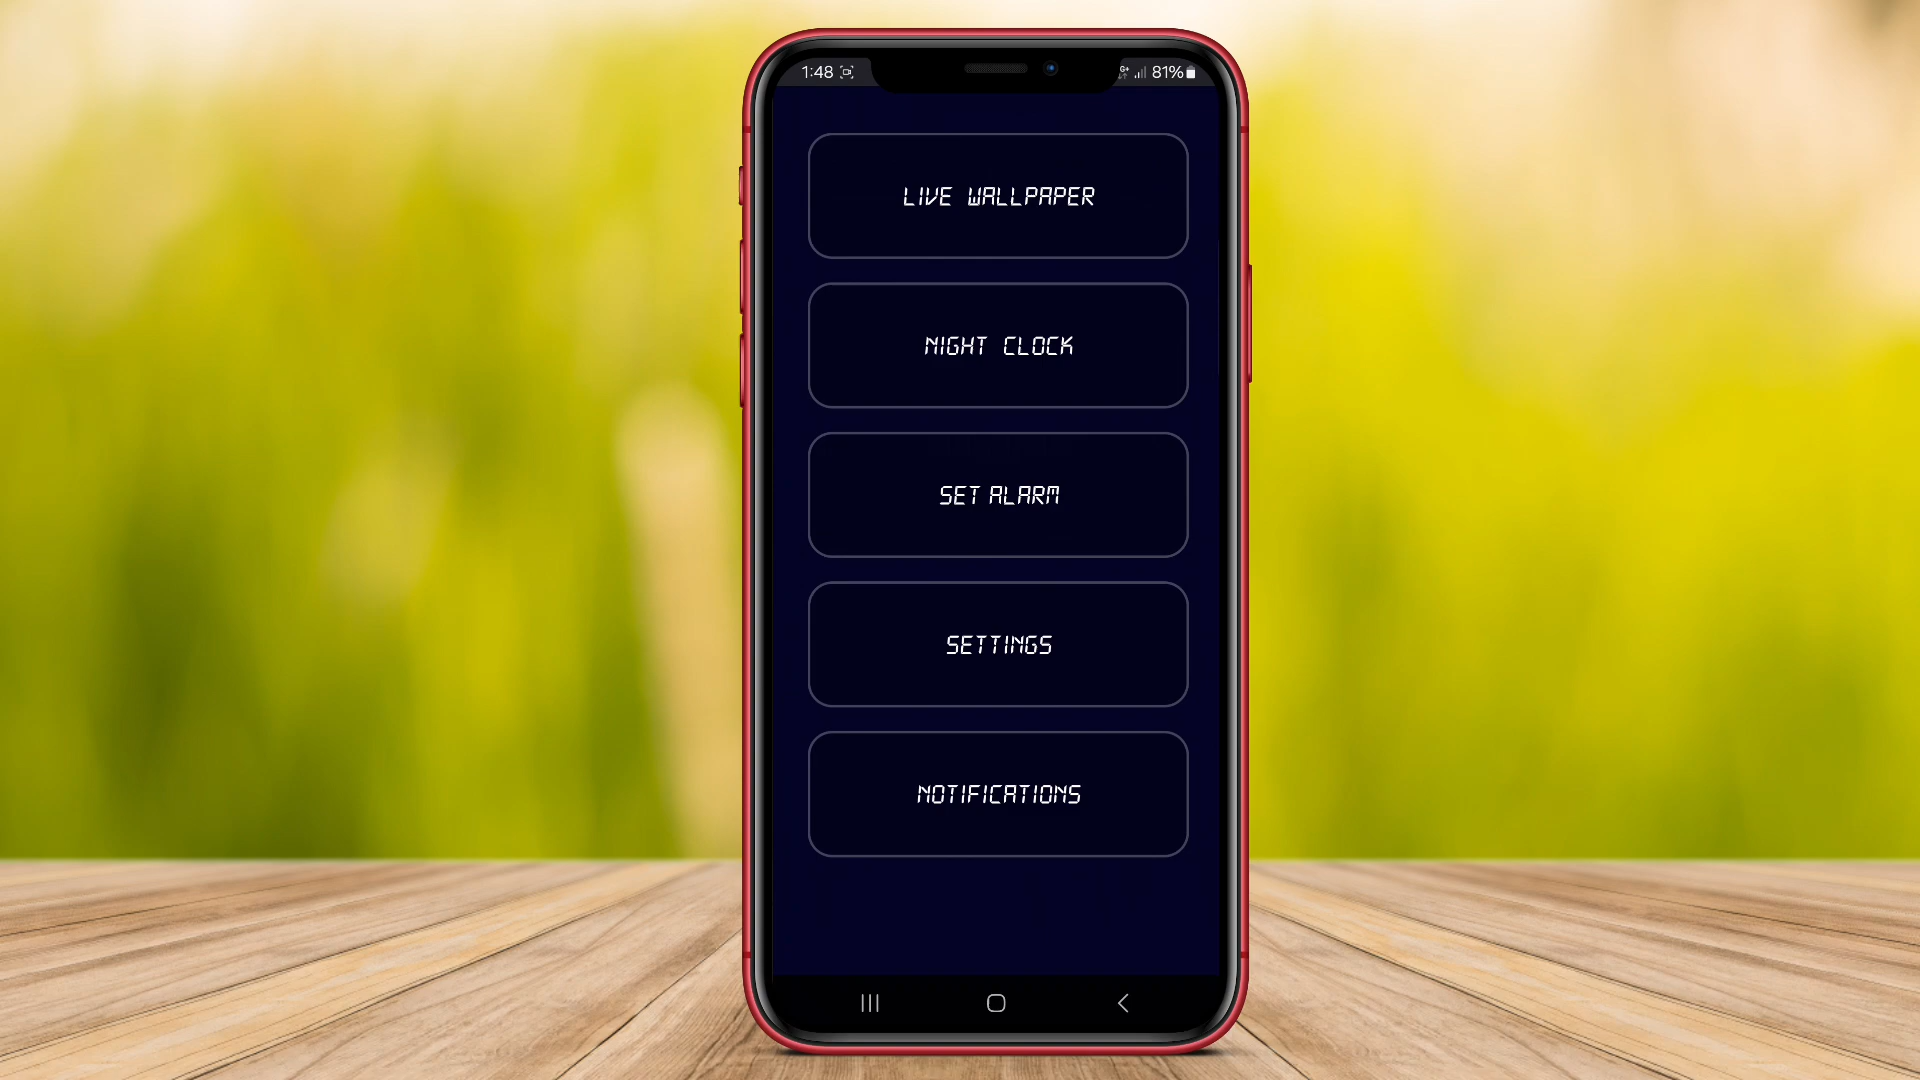 1:48
81%
LIVE WALLPAPER
NIGHT CLOCK
SET ALARM
SETTINGS
NOTIFICATIONS